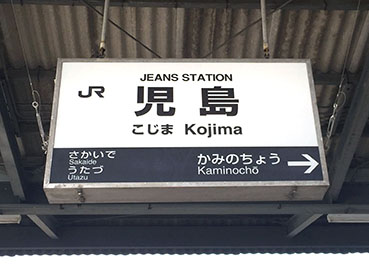 JEANS STATION
JR 児島
こじま Kojima
さかいで
Sakaide
うたづ
Utazu
かみのちょう
Kaminochō
→